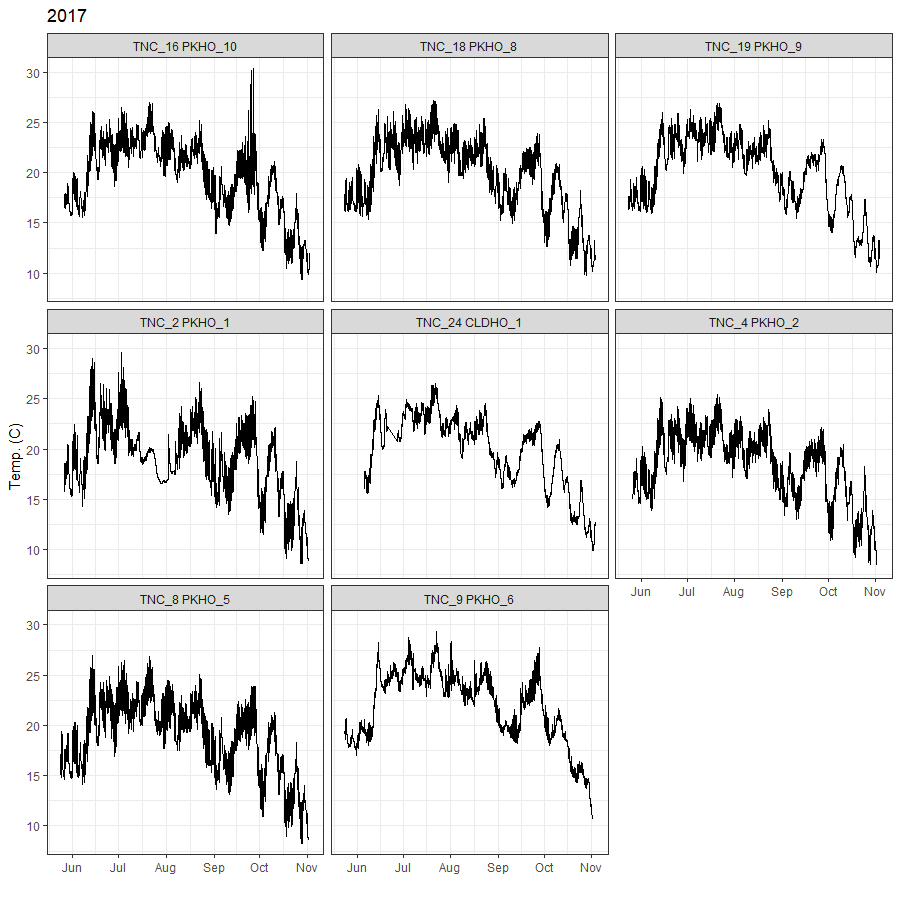 2017
TNC_16 PKHO_10 TNC_18 PKHO_8 TNC_19 PKHO_9
30
25
20
15
10
TNC_2 PKHO_1 TNC_24 CLDHO_1 TNC_4 PKHO_2
30
25
20
15
10
Temp. (C)
Jun Jul Aug Sep Oct Nov
TNC_8 PKHO_5 TNC_9 PKHO_6
30
25
20
15
10
Jun Jul Aug Sep Oct Nov Jun Jul Aug Sep Oct Nov